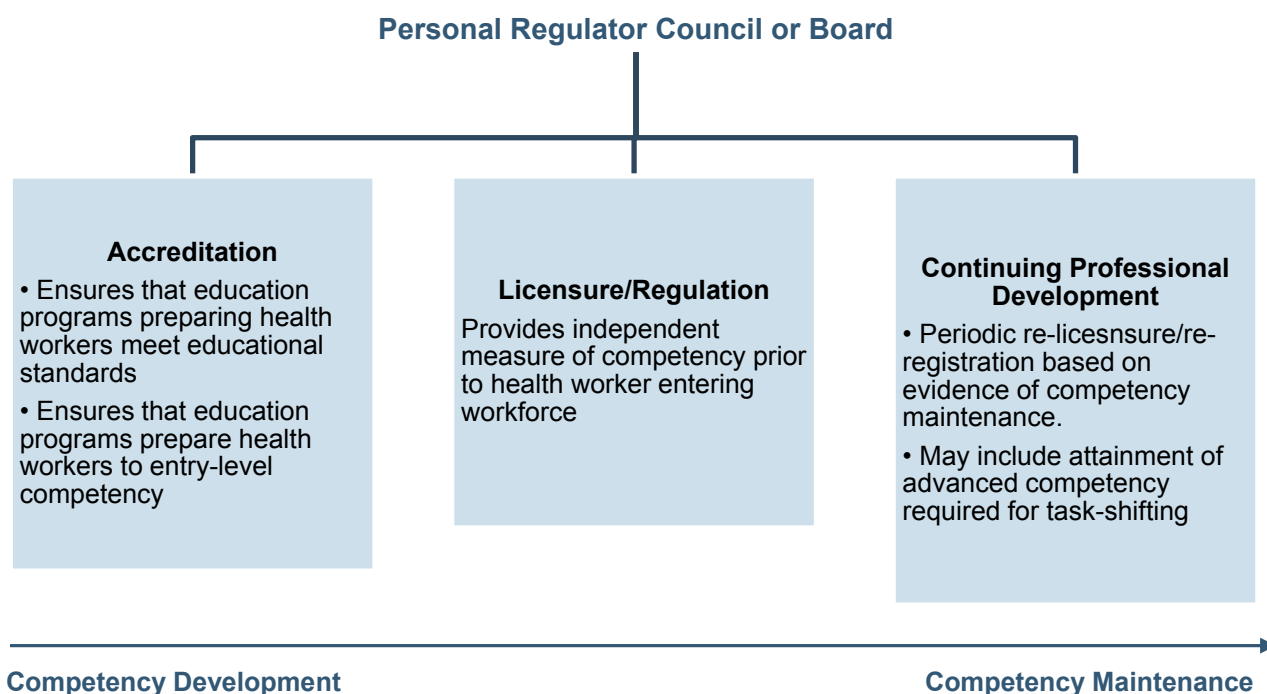 Personal Regulator Council or Board
Accreditation
• Ensures that education
programs preparing health
workers meet educational
standards
• Ensures that education
programs prepare health
workers to entry-level
competency
Licensure/Regulation
Provides independent
measure of competency prior
to health worker entering
workforce
Continuing Professional
Development
• Periodic re-licesnsure/re-
registration based on
evidence of competency
maintenance.
• May include attainment of
advanced competency
required for task-shifting
Competency Development
Competency Maintenance